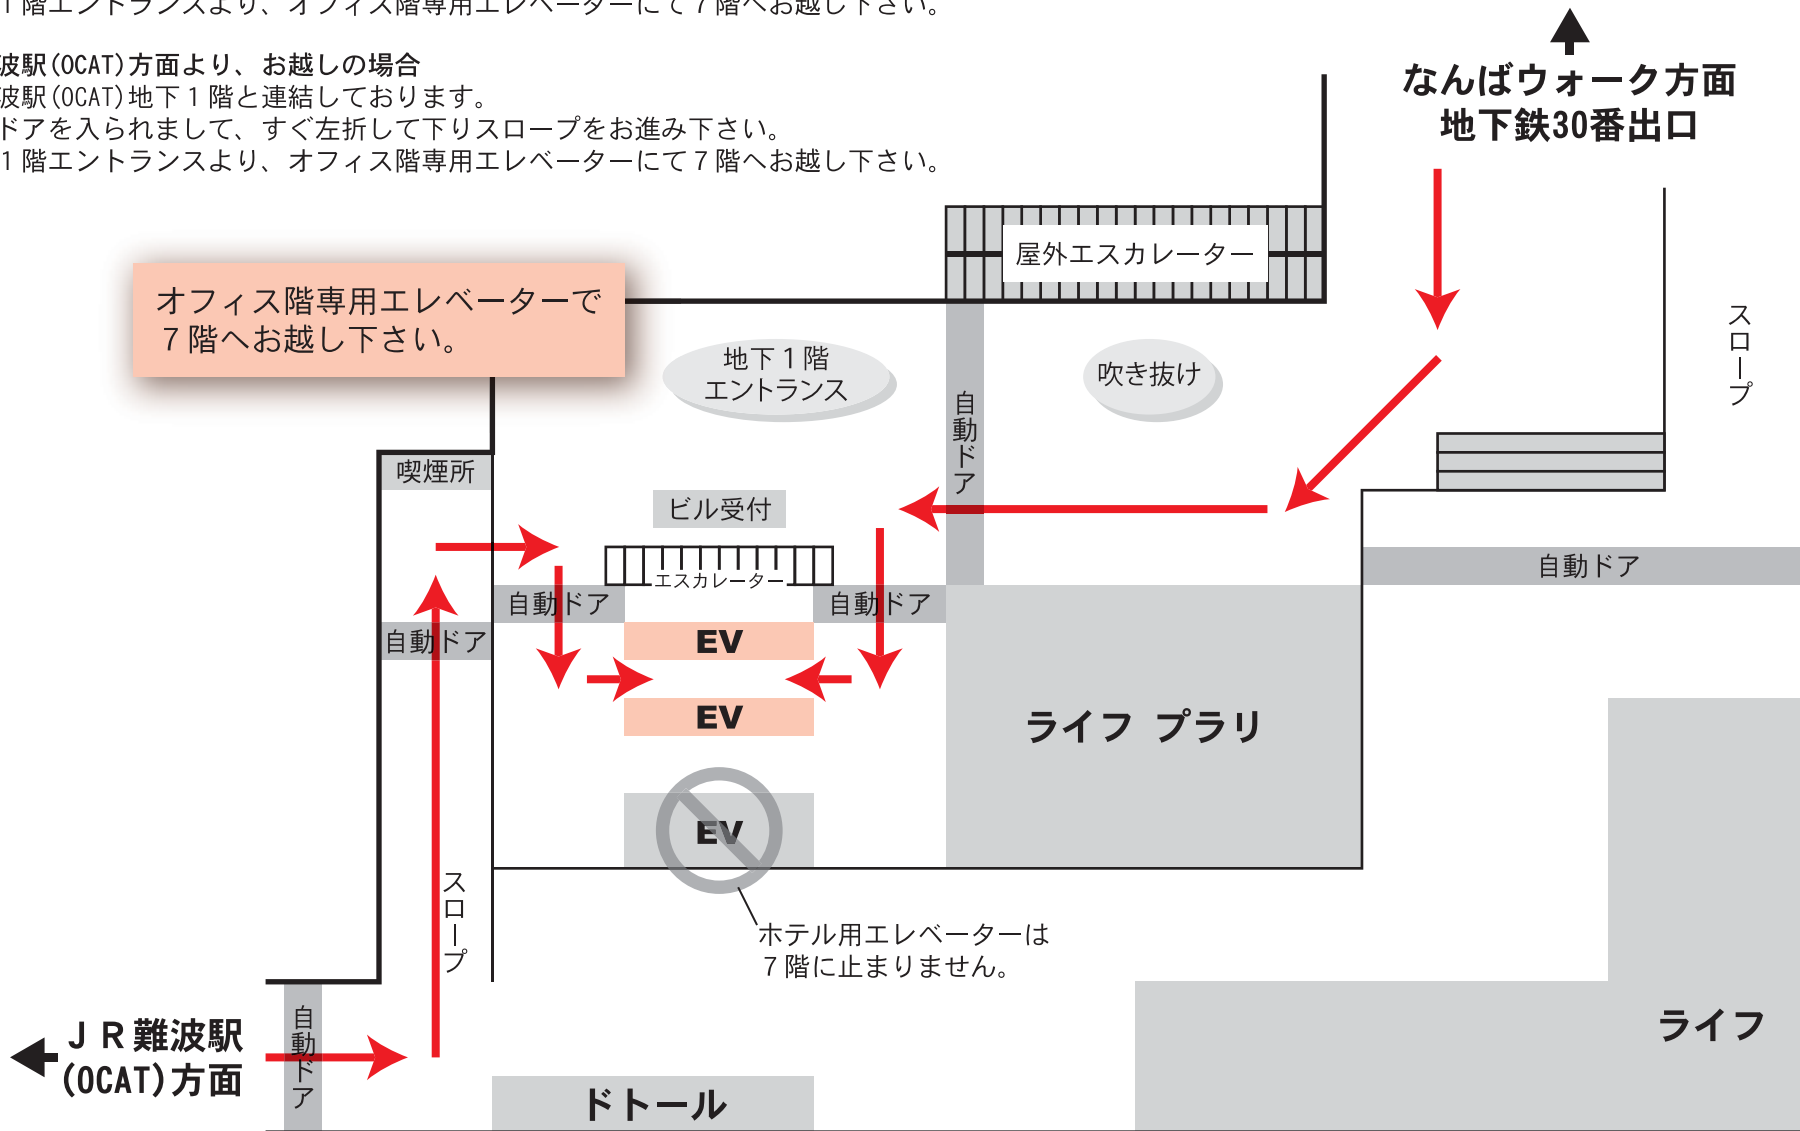 1階エントランスより、オフィス階専用エレベーターにて7階へお越し下さい。
波駅(OCAT)方面より、お越しの場合
波駅(OCAT)地下1階と連結しております。
ドアを入られまして、すぐ左折して下りスロープをお進み下さい。
1階エントランスより、オフィス階専用エレベーターにて7階へお越し下さい。
なんばウォーク方面
地下鉄30番出口
屋外エスカレーター
オフィス階専用エレベーターで
7階へお越し下さい。
スロープ
地下1階
エントランス
吹き抜け
自動ドア
喫煙所
ビル受付
エスカレーター
自動ドア
自動ドア
自動ドア
自動ドア
EV
EV
ライフ プラリ
EV
スロープ
ホテル用エレベーターは
7階に止まりません。
自動ドア
JR難波駅
(OCAT)方面
ライフ
ドトール